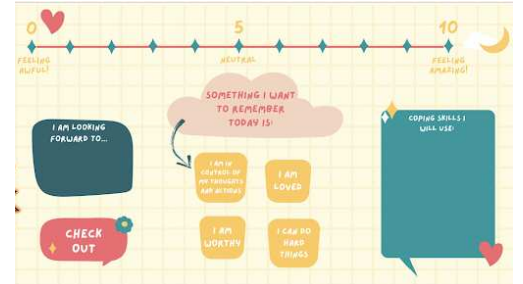 0 5 10
FEELING
AWFUL!
NEUTRAL
FEELING
AMAZING!
SOMETHING I WANT
TO REMEMBER
TODAY IS:
I AM LOOKING
FORWARD TO...
COPING SKILLS I
WILL USE:
I AM IN
CONTROL OF
MY THOUGHTS
AND ACTIONS
I AM
LOVED
CHECK
OUT
I AM
WORTHY
I CAN DO
HARD
THINGS